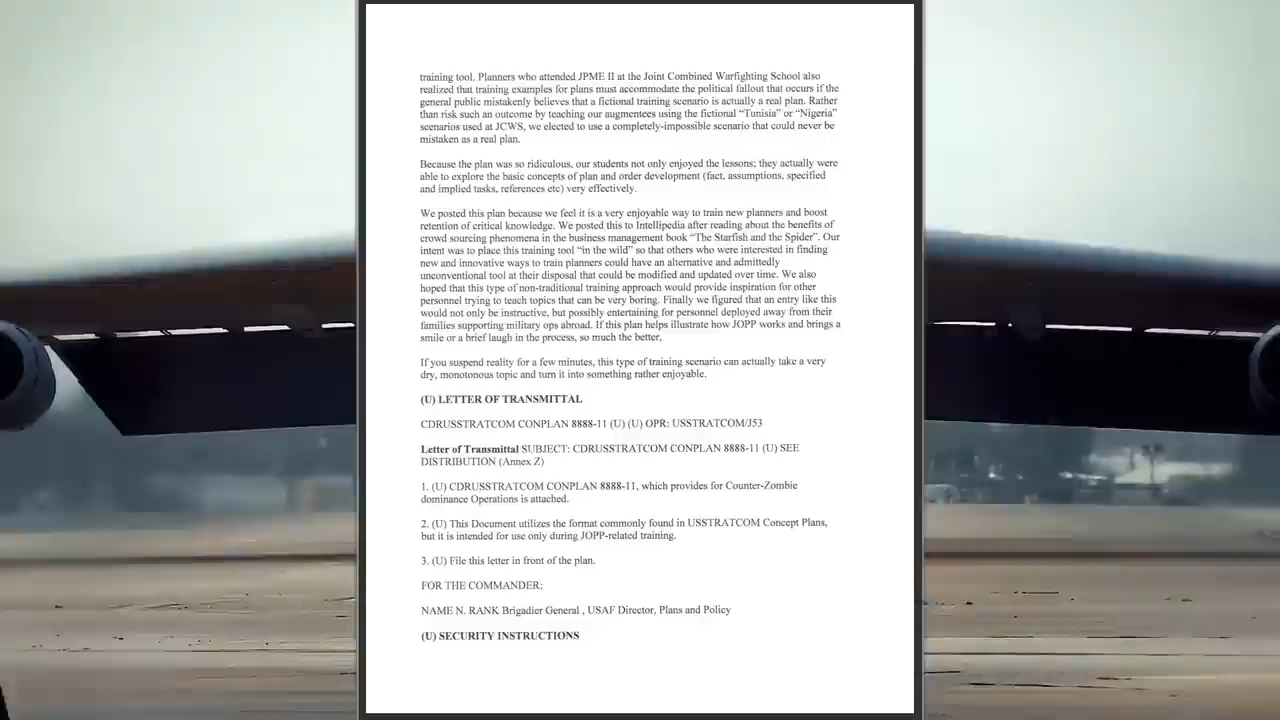 training tool. Planners who attended JPME II at the Joint Combined Warfighting School also
realized that training examples for plans must accommodate the political fallout that occurs if the
general public mistakenly believes that a fictional training scenario is actually a real plan. Rather
than risk such an outcome by teaching our augmentees using the fictional “Tunisia” or “Nigeria”
scenarios used at JCWS, we elected to use a completely-impossible scenario that could never be
mistaken as a real plan.
Because the plan was so ridiculous, our students not only enjoyed the lessons; they actually were
able to explore the basic concepts of plan and order development (fact, assumptions, specified
and implied tasks, references etc) very effectively.
We posted this plan because we feel it is a very enjoyable way to train new planners and boost
retention of critical knowledge. We posted this to Intellipedia after reading about the benefits of
crowd sourcing phenomena in the business management book “The Starfish and the Spider”. Our
intent was to place this training tool “in the wild” so that others who were interested in finding
new and innovative ways to train planners could have an alternative and admittedly
unconventional tool at their disposal that could be modified and updated over time. We also
hoped that this type of non-traditional training approach would provide inspiration for other
personnel trying to teach topics that can be very boring. Finally we figured that an entry like this
would not only be instructive, but possibly entertaining for personnel deployed away from their
families supporting military ops abroad. If this plan helps illustrate how JOPP works and brings a
smile or a brief laugh in the process, so much the better,
If you suspend reality for a few minutes, this type of training scenario can actually take a very
dry, monotonous topic and turn it into something rather enjoyable.
(U) LETTER OF TRANSMITTAL
CDRUSSTRATCOM CONPLAN 8888-11 (U) (U) OPR: USSTRATCOM/J53
Letter of Transmittal SUBJECT: CDRUSSTRATCOM CONPLAN 8888-11 (U) SEE
DISTRIBUTION (Annex Z)
1. (U) CDRUSSTRATCOM CONPLAN 8888-11, which provides for Counter-Zombie
dominance Operations is attached.
2. (U) This Document utilizes the format commonly found in USSTRATCOM Concept Plans,
but it is intended for use only during JOPP-related training.
3. (U) File this letter in front of the plan.
FOR THE COMMANDER:
NAME N. RANK Brigadier General , USAF Director, Plans and Policy
(U) SECURITY INSTRUCTIONS